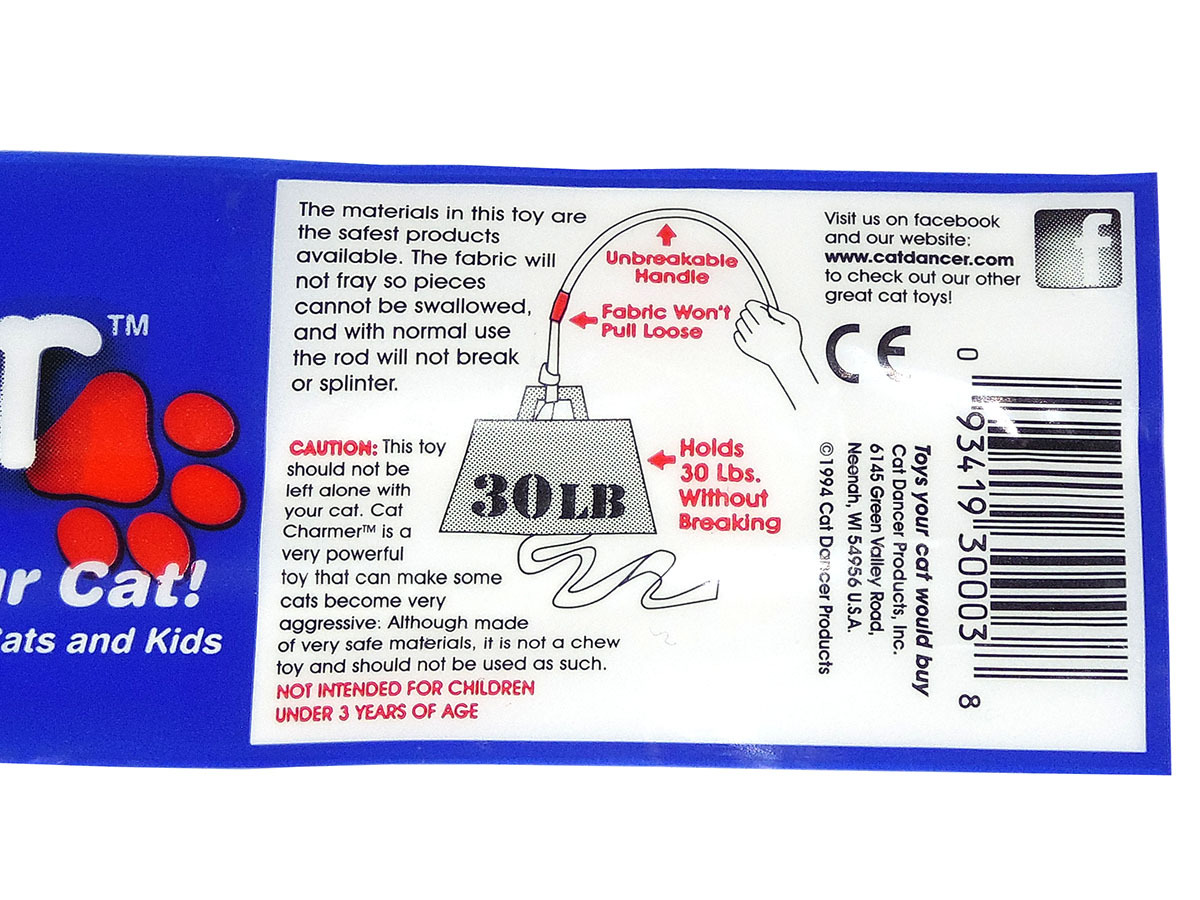 r™
ur Cat!
Cats and Kids
The materials in this toy are
the safest products
available. The fabric will
not fray so pieces
cannot be swallowed,
and with normal use
the rod will not break
or splinter.
CAUTION: This toy
should not be
left alone with
your cat. Cat
Charmer™ is a
very powerful
toy that can make some
cats become very
aggressive: Although made
of very safe materials, it is not a chew
toy and should not be used as such.
NOT INTENDED FOR CHILDREN
UNDER 3 YEARS OF AGE
Unbreakable
Handle
Fabric Won't
Pull Loose
30LB
Holds
30 Lbs.
Without
Breaking
Visit us on facebook
and our website:
www.catdancer.com
to check out our other
great cat toys!
f
CE
Toys your cat would buy
Cat Dancer Products, Inc.
6145 Green Valley Road,
Neenah, WI 54956 U.S.A.
©1994 Cat Dancer Products
0 93419 30003 8